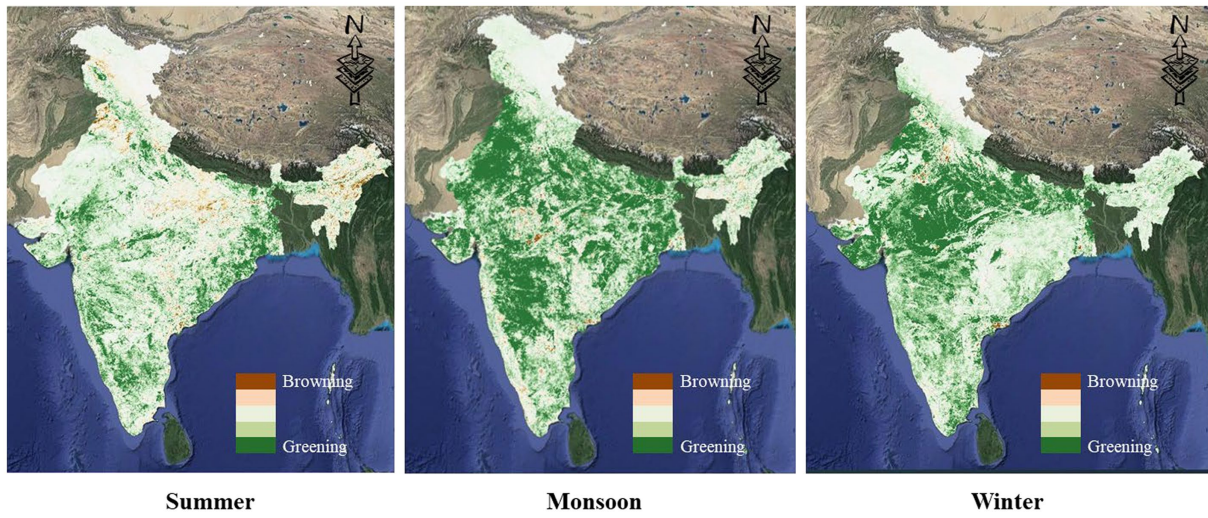 N
N
N
Browning
Greening
Browning
Greening
Browning
Greening
Summer
Monsoon
Winter